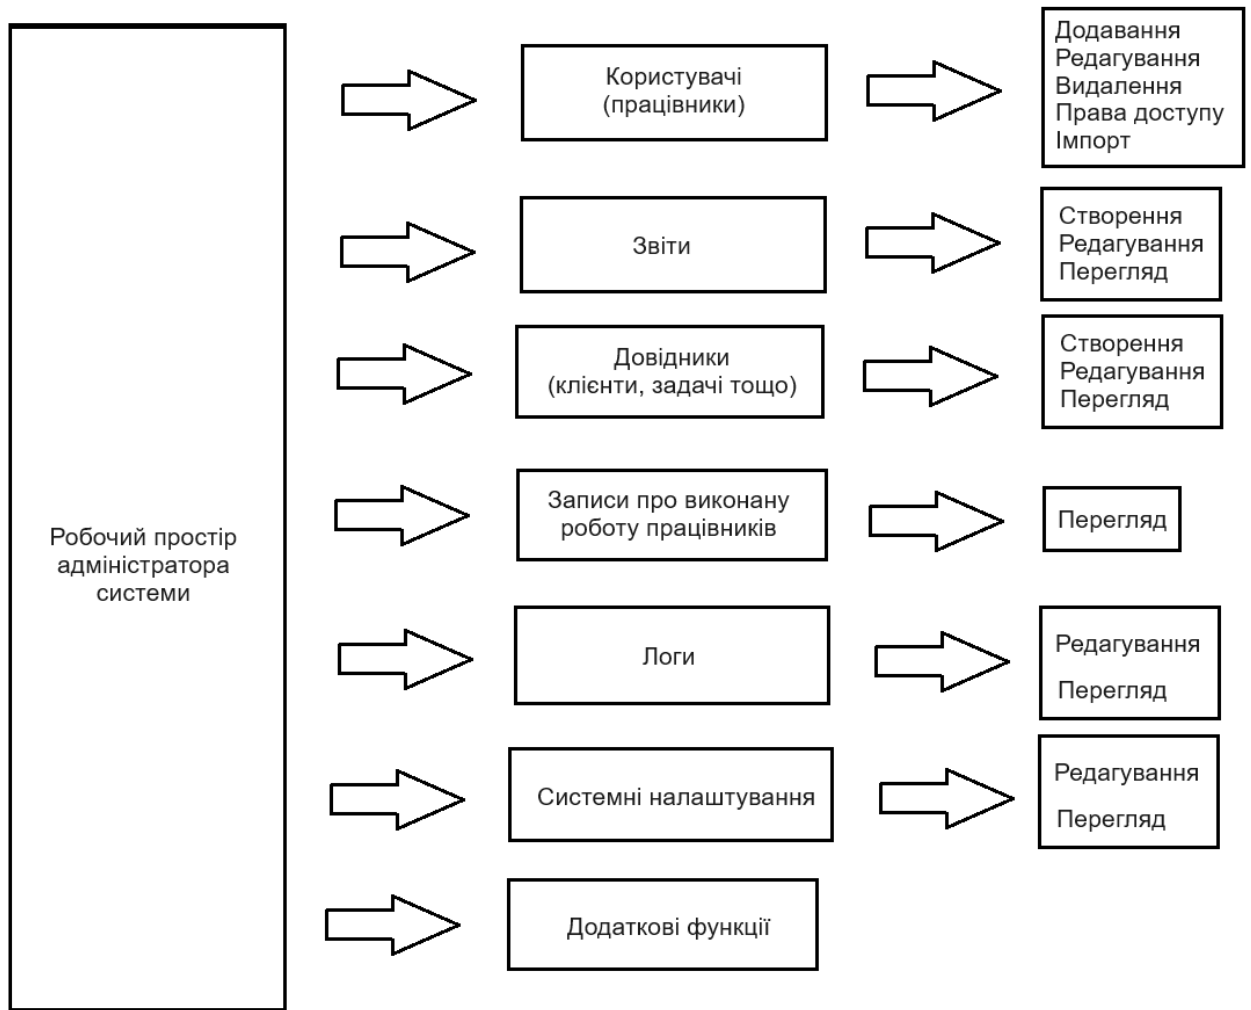 Робочий простір
адміністратора
системи
Користувачі
(працівники)
Додавання
Редагування
Видалення
Права доступу
Імпорт
Звіти
Створення
Редагування
Перегляд
Довідники
(клієнти, задачі тощо)
Створення
Редагування
Перегляд
Записи про виконану
роботу працівників
Перегляд
Логи
Редагування
Перегляд
Системні налаштування
Редагування
Перегляд
Додаткові функції